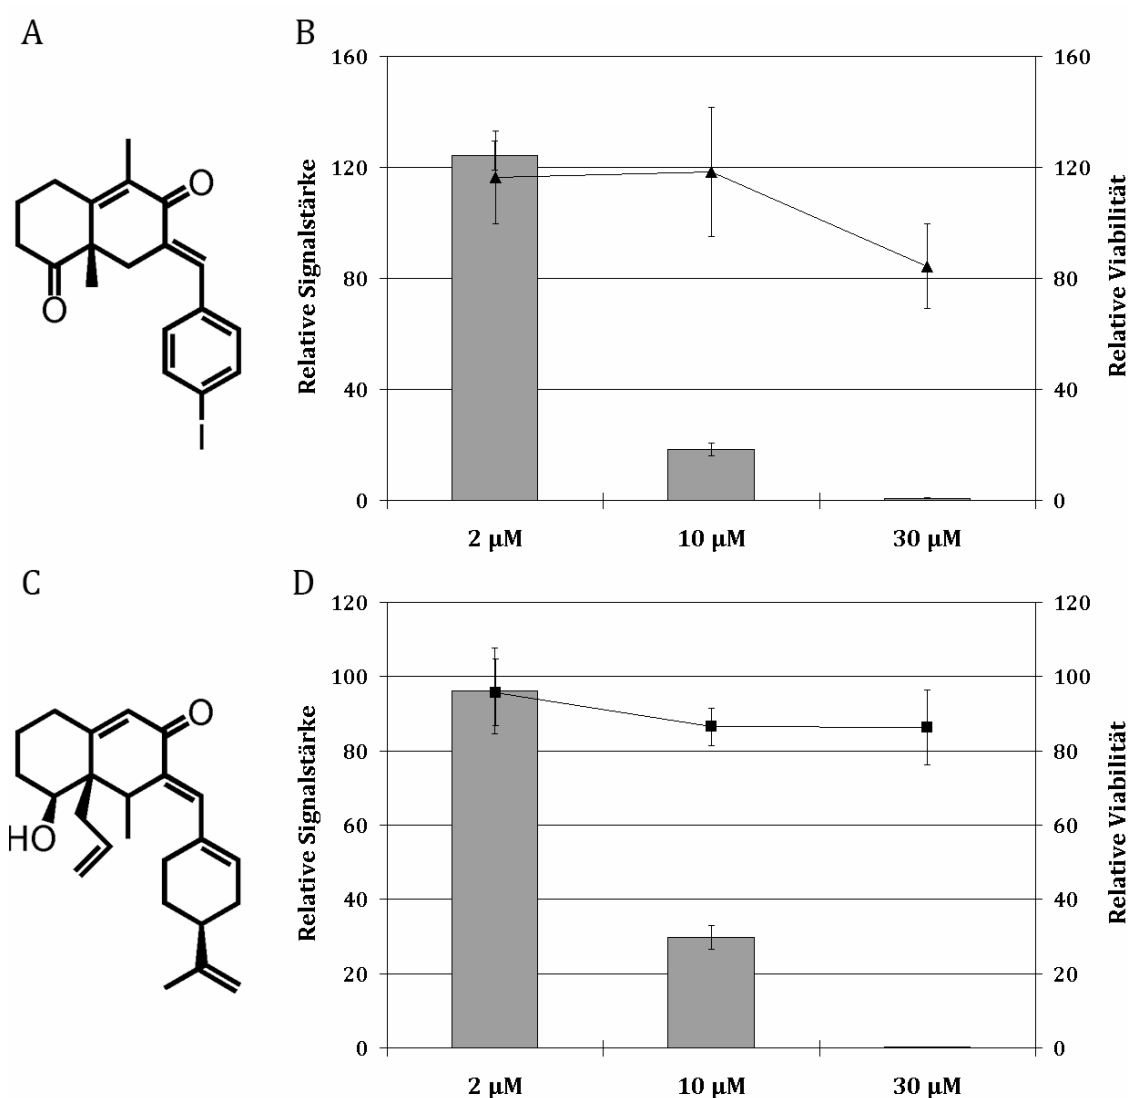 A
B
160
120
80
40
0
Relative Signalstärke
160
120
80
40
0
Relative Viabilität
2 µM
10 µM
30 µM
O
O
I
C
D
120
100
80
60
40
20
0
Relative Signalstärke
120
100
80
60
40
20
0
Relative Viabilität
2 µM
10 µM
30 µM
O
HO